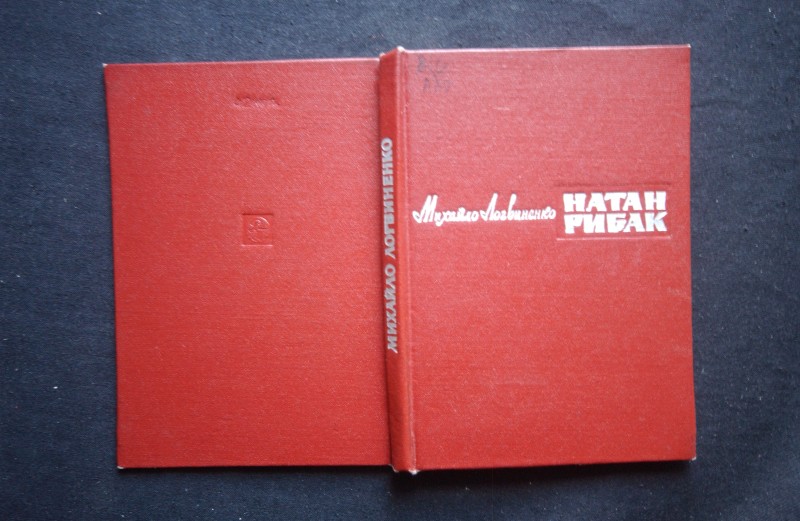 МИХАЙЛО ЛОГВИНЕНКО
Михайло Логвиненко
НАТАН
РИБАК